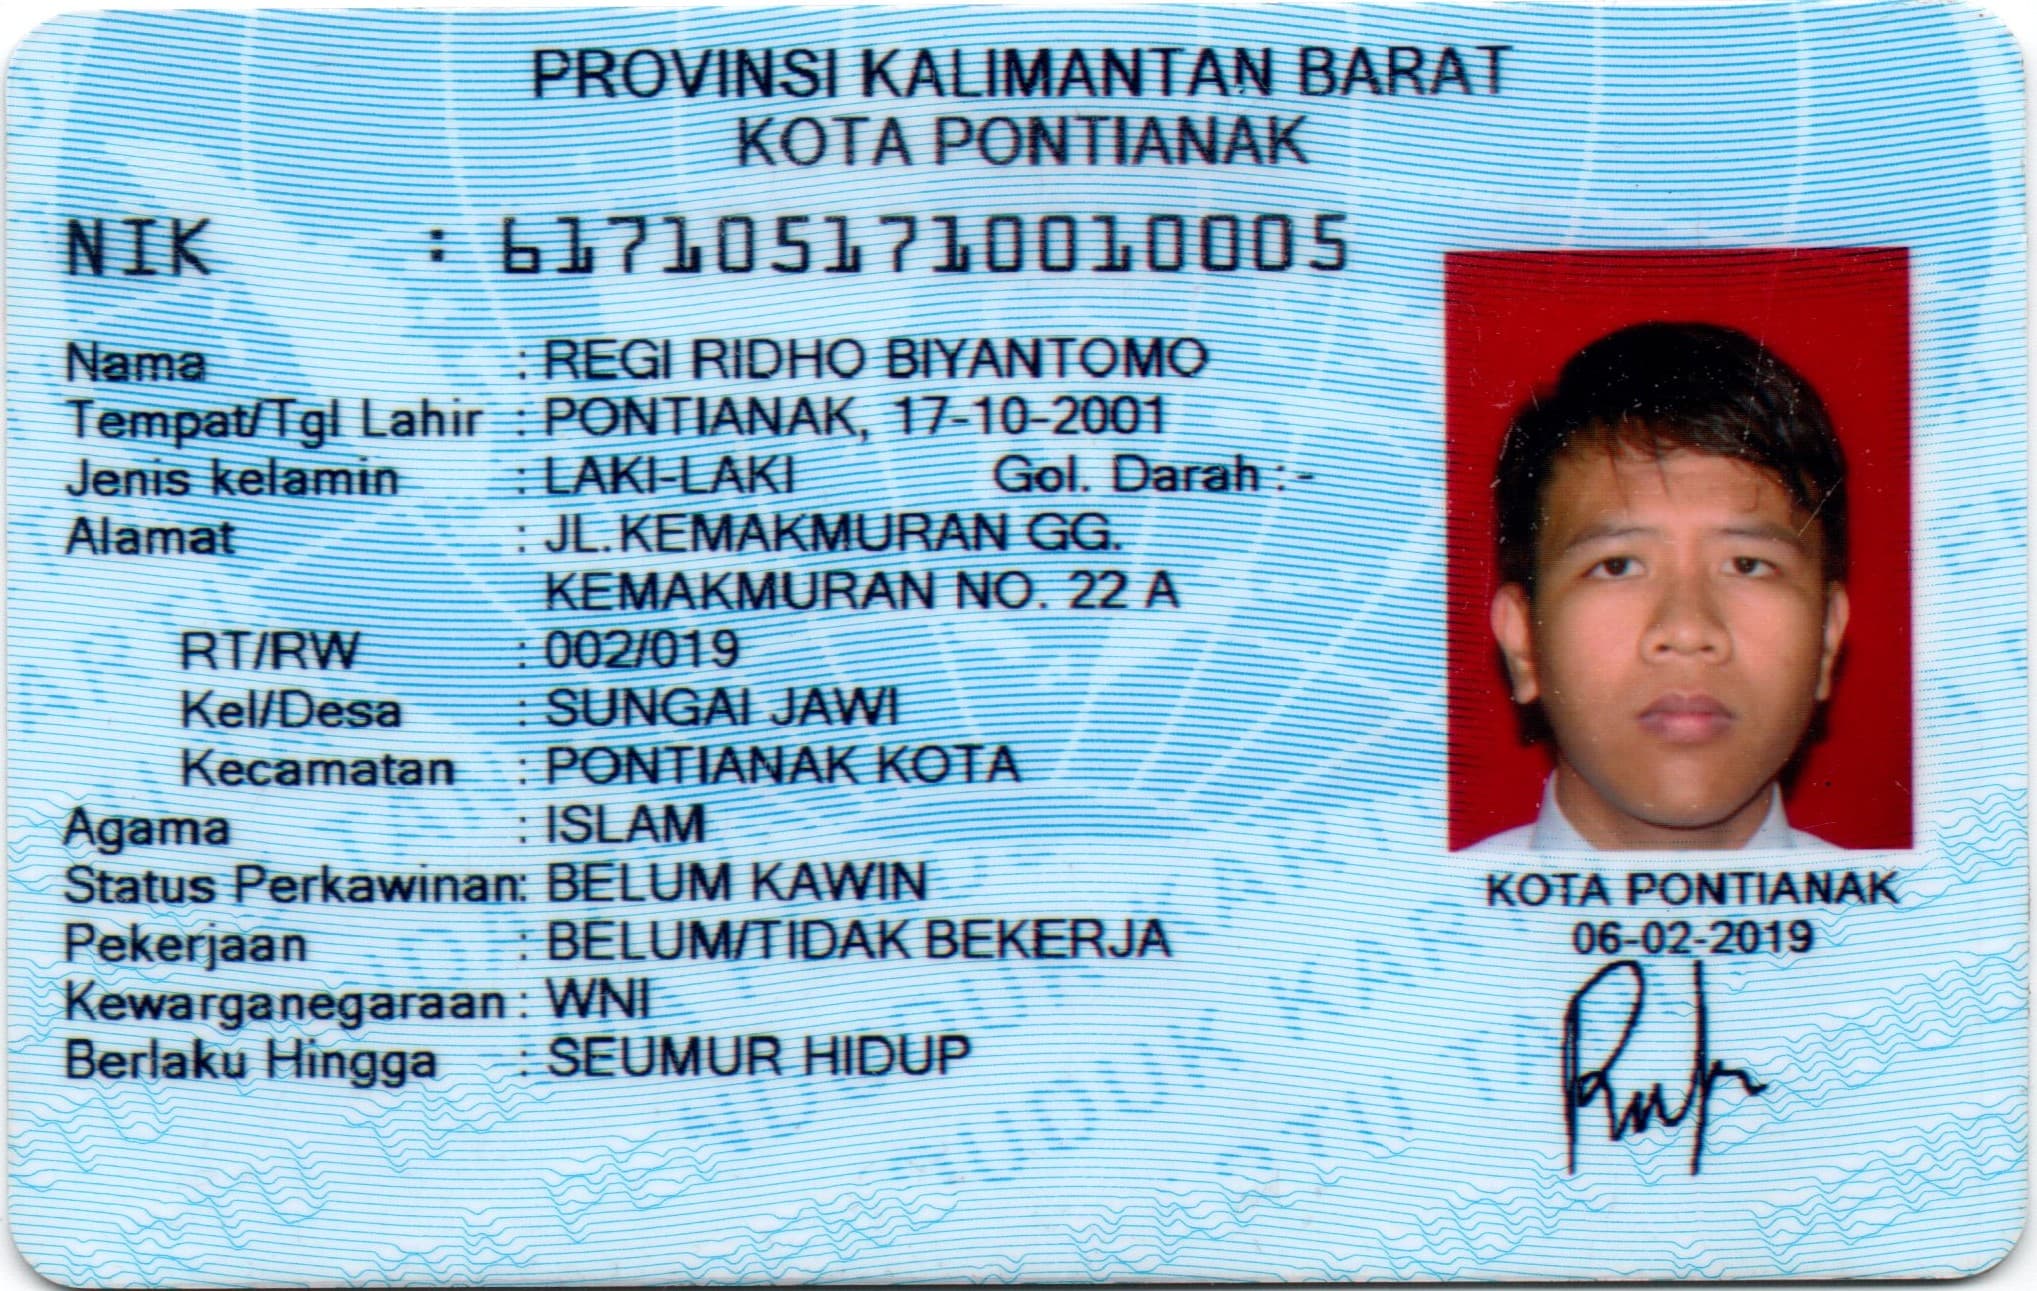 PROVINSI KALIMANTAN BARAT
KOTA PONTIANAK
NIK : 6171051710010005
Nama : REGI RIDHO BIYANTOMO
Tempat/Tgl Lahir : PONTIANAK, 17-10-2001
Jenis kelamin : LAKI-LAKI Gol. Darah : -
Alamat : JL.KEMAKMURAN GG.
KEMAKMURAN NO. 22 A
RT/RW : 002/019
Kel/Desa : SUNGAI JAWI
Kecamatan : PONTIANAK KOTA
Agama : ISLAM
Status Perkawinan: BELUM KAWIN
Pekerjaan : BELUM/TIDAK BEKERJA
Kewarganegaraan : WNI
Berlaku Hingga : SEUMUR HIDUP
KOTA PONTIANAK
06-02-2019